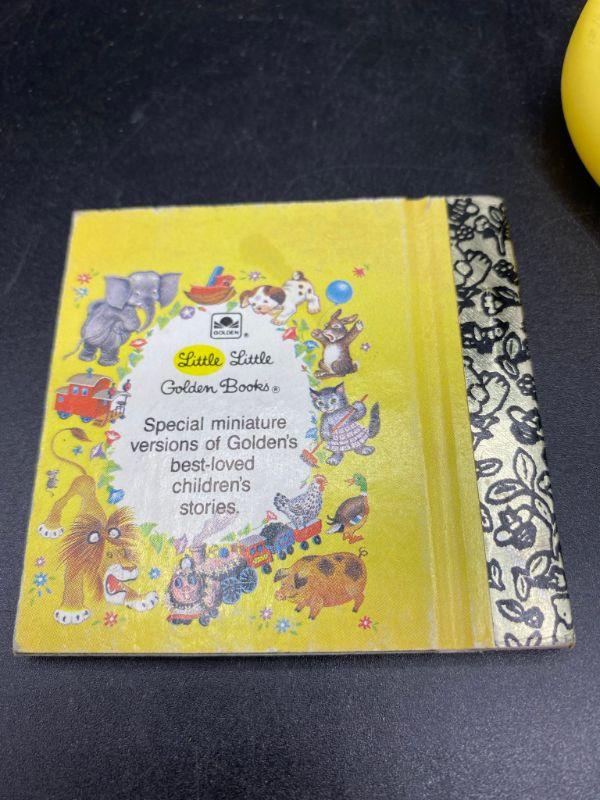 GOLDEN®
Little Little
Golden Books®
Special miniature
versions of Golden's
best-loved
children's
stories.